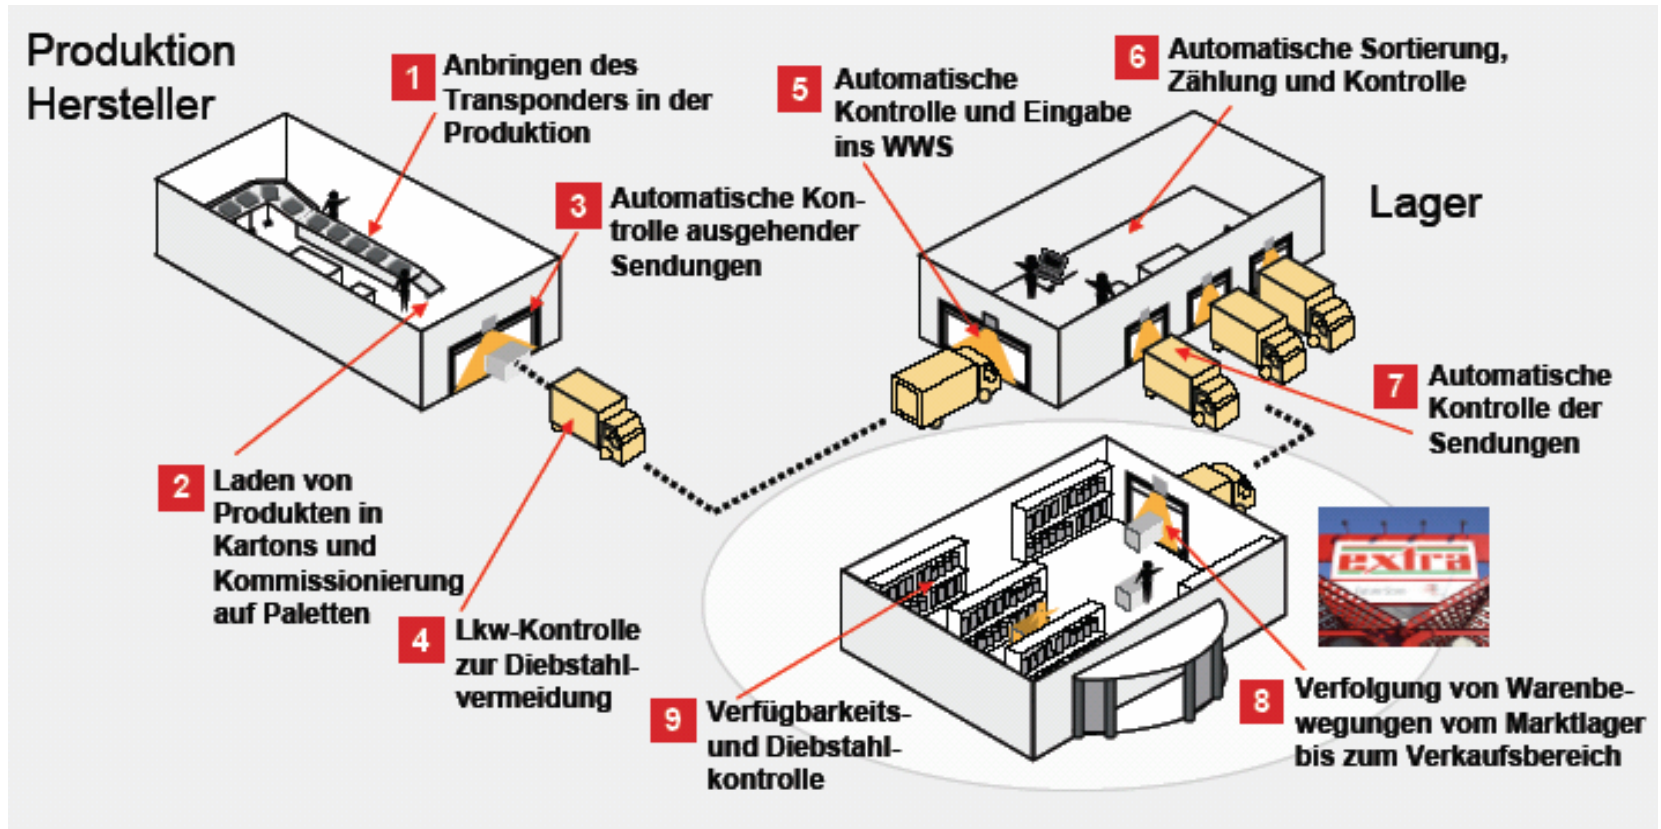 Produktion
Hersteller
1
Anbringen des
Transponders in der
Produktion
2
Laden von
Produkten in
Kartons und
Kommissionierung
auf Paletten
3
Automatische Kon-
trolle ausgehender
Sendungen
4
Lkw-Kontrolle
zur Diebstahl-
vermeidung
5
Automatische
Kontrolle und Eingabe
ins WWS
6
Automatische Sortierung,
Zählung und Kontrolle
Lager
7
Automatische
Kontrolle der
Sendungen
extra
8
Verfolgung von Warenbe-
wegungen vom Marktlager
bis zum Verkaufsbereich
9
Verfügbarkeits-
und Diebstahl-
kontrolle